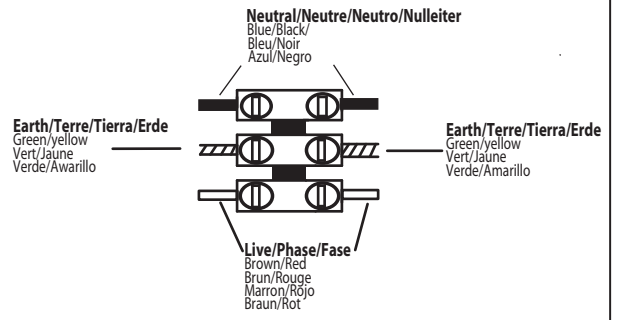 Neutral/Neutre/Neutro/Nulleiter
Blue/Black/
Bleu/Noir
Azul/Negro
Earth/Terre/Tierra/Erde
Green/yellow
Vert/Jaune
Verde/Awarillo
Earth/Terre/Tierra/Erde
Green/yellow
Vert/Jaune
Verde/Amarillo
Live/Phase/Fase
Brown/Red
Brun/Rouge
Marron/Rojo
Braun/Rot